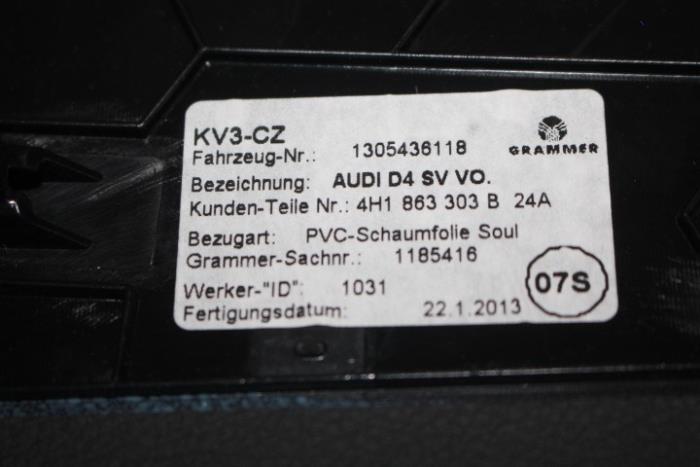 KV3-CZ
Fahrzeug-Nr.: 1305436118
GRAMMER
Bezeichnung: AUDI D4 SV VO.
Kunden-Teile Nr.: 4H1 863 303 B 24A
Bezugart: PVC-Schaumfolie Soul
Grammer-Sachnr.: 1185416
07S
Werker-"ID": 1031
Fertigungsdatum: 22.1.2013